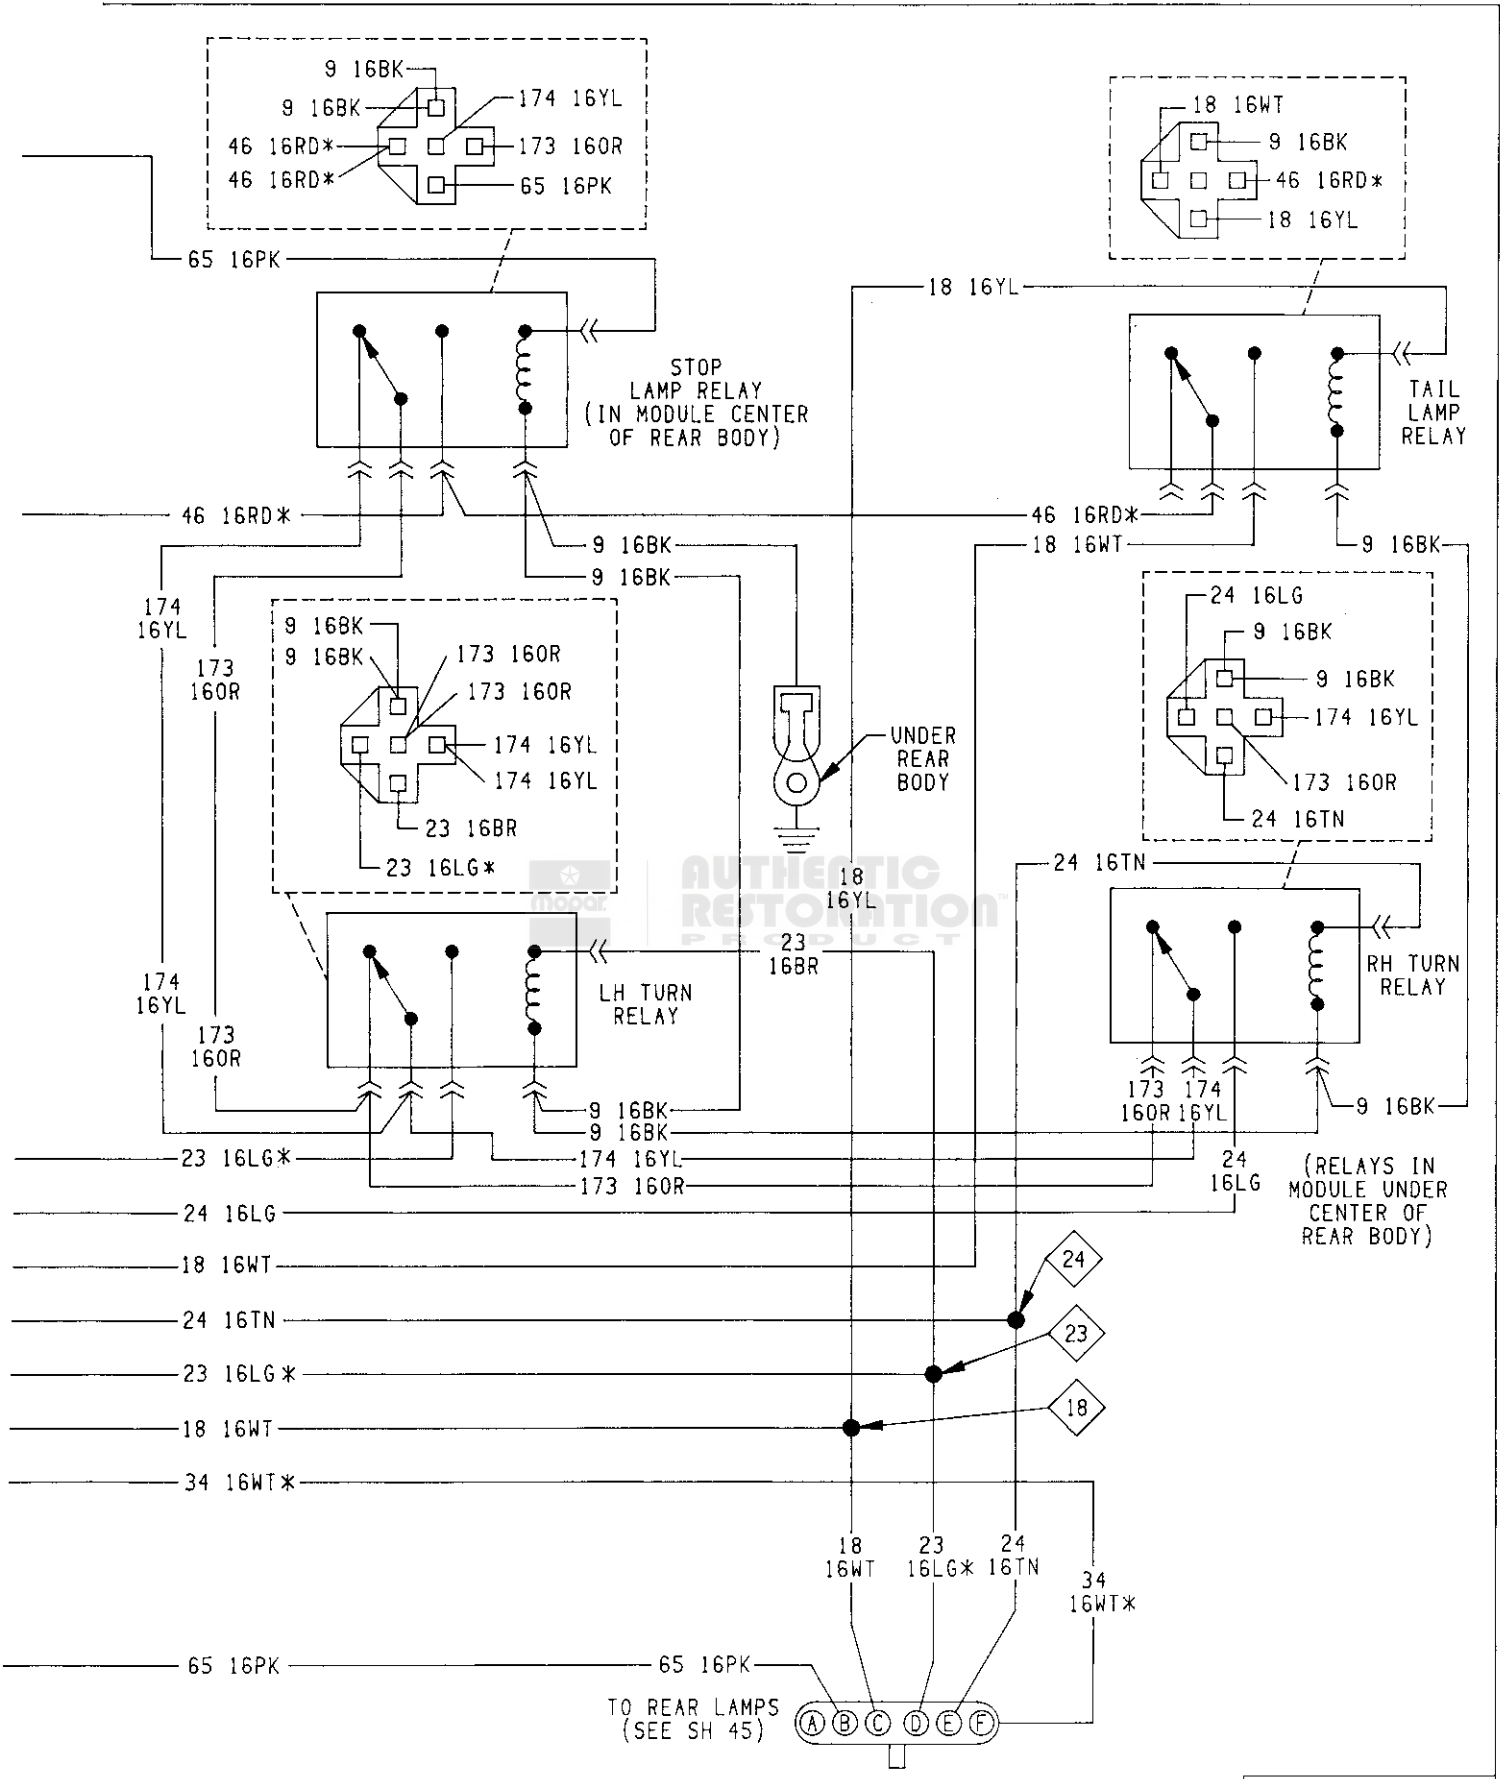 9 16BK
9 16BK
174 16YL
46 16RD*
173 16OR
46 16RD*
65 16PK
18 16WT
9 16BK
46 16RD*
18 16YL
65 16PK
18 16YL
STOP
LAMP RELAY
(IN MODULE CENTER
OF REAR BODY)
TAIL
LAMP
RELAY
46 16RD*
46 16RD*
9 16BK
18 16WT
9 16BK
9 16BK
174
16YL
173
16OR
9 16BK
9 16BK
173 16OR
173 16OR
174 16YL
174 16YL
23 16BR
23 16LG*
24 16LG
9 16BK
9 16BK
174 16YL
173 16OR
24 16TN
UNDER
REAR
BODY
Mopar
AUTHENTIC
RESTORATION™
PRODUCT
18
16YL
24 16TN
23
16BR
LH TURN
RELAY
RH TURN
RELAY
174
16YL
173
16OR
9 16BK
9 16BK
173
16OR
174
16YL
9 16BK
23 16LG*
174 16YL
173 16OR
24
16LG
(RELAYS IN
MODULE UNDER
CENTER OF
REAR BODY)
24 16LG
18 16WT
24
24 16TN
23
23 16LG*
18
18 16WT
34 16WT*
18
16WT
23
16LG*
24
16TN
34
16WT*
65 16PK
65 16PK
TO REAR LAMPS
(SEE SH 45)
A B C D E F